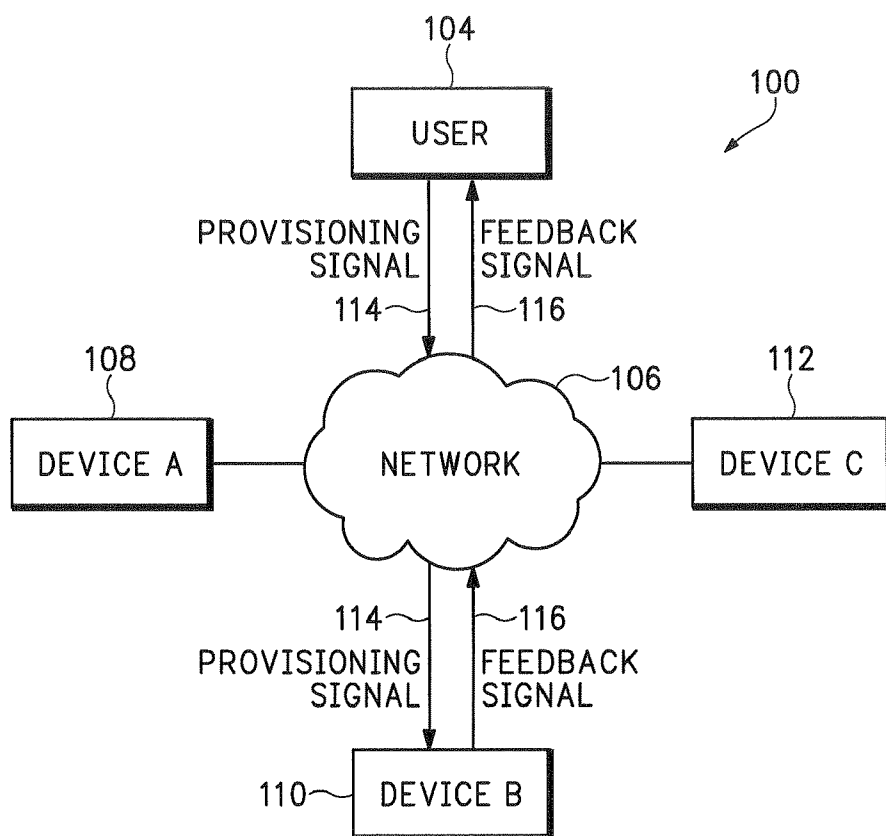 104
USER
100
PROVISIONING
SIGNAL
114
FEEDBACK
SIGNAL
116
108
DEVICE A
106
NETWORK
112
DEVICE C
114
PROVISIONING
SIGNAL
116
FEEDBACK
SIGNAL
110
DEVICE B